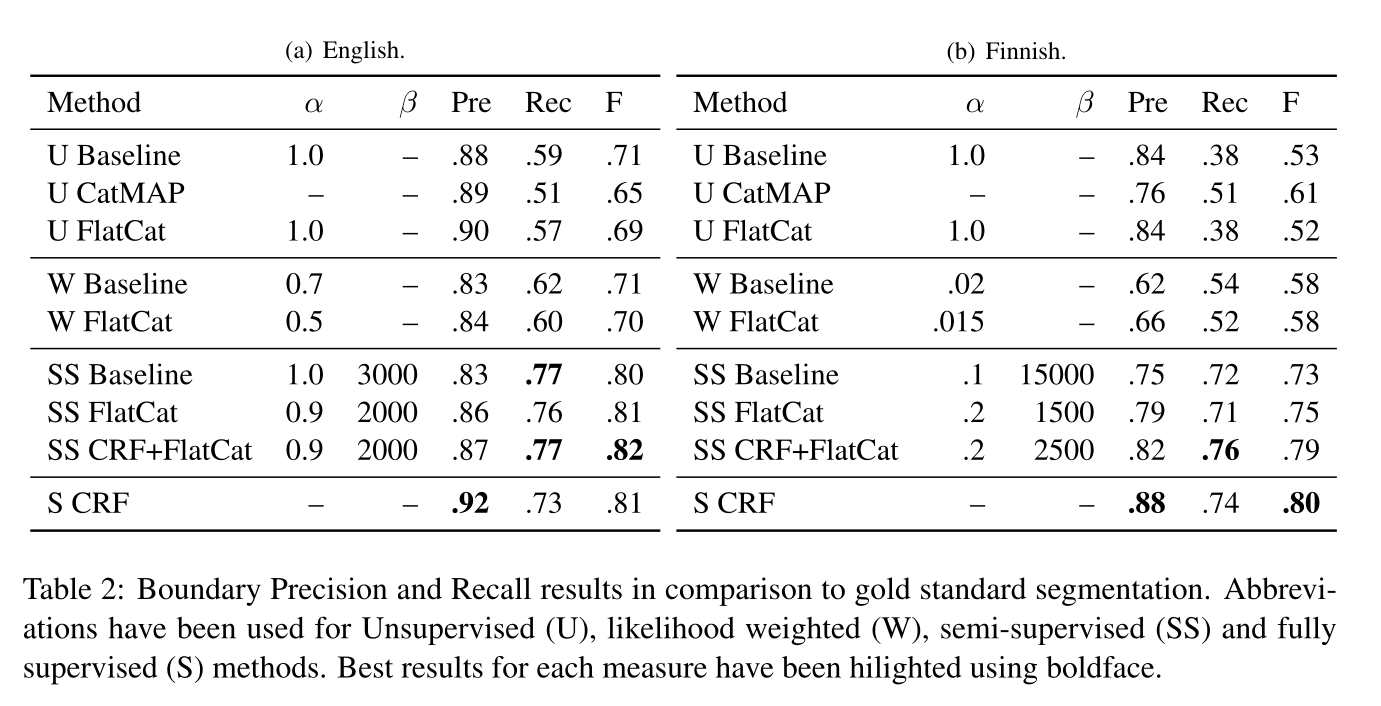 (a) English.
Method α β Pre Rec F
U Baseline 1.0 – .88 .59 .71
U CatMAP – – .89 .51 .65
U FlatCat 1.0 – .90 .57 .69
W Baseline 0.7 – .83 .62 .71
W FlatCat 0.5 – .84 .60 .70
SS Baseline 1.0 3000 .83 .77 .80
SS FlatCat 0.9 2000 .86 .76 .81
SS CRF+FlatCat 0.9 2000 .87 .77 .82
S CRF – – .92 .73 .81
(b) Finnish.
Method α β Pre Rec F
U Baseline 1.0 – .84 .38 .53
U CatMAP – – .76 .51 .61
U FlatCat 1.0 – .84 .38 .52
W Baseline .02 – .62 .54 .58
W FlatCat .015 – .66 .52 .58
SS Baseline .1 15000 .75 .72 .73
SS FlatCat .2 1500 .79 .71 .75
SS CRF+FlatCat .2 2500 .82 .76 .79
S CRF – – .88 .74 .80
Table 2: Boundary Precision and Recall results in comparison to gold standard segmentation. Abbrevi-
ations have been used for Unsupervised (U), likelihood weighted (W), semi-supervised (SS) and fully
supervised (S) methods. Best results for each measure have been hilighted using boldface.